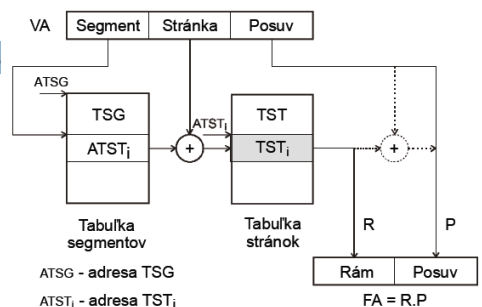 VA Segment Stránka Posuv
ATSG
TSG
ATSTi
ATSTi
+
TST
TSTi
+
Tabuľka
segmentov
Tabuľka
stránok
R
P
Rám Posuv
ATSG - adresa TSG
ATSTi - adresa TSTi
FA = R.P